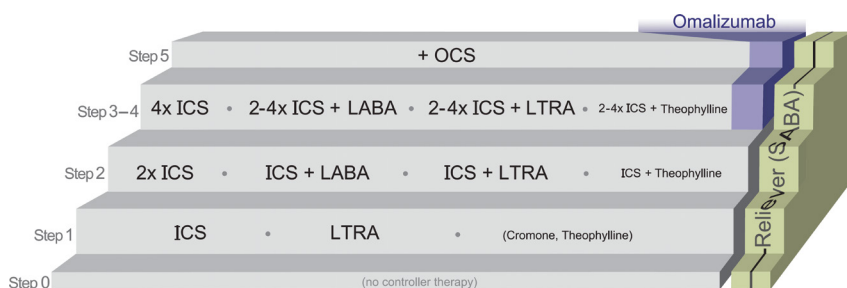 Omalizumab
Step 5 + OCS
Step 3–4 4x ICS • 2-4x ICS + LABA • 2-4x ICS + LTRA • 2-4x ICS + Theophylline
Step 2 2x ICS • ICS + LABA • ICS + LTRA • ICS + Theophylline
Step 1 ICS • LTRA • (Cromone, Theophylline)
Step 0 (no controller therapy)
Reliever (SABA)